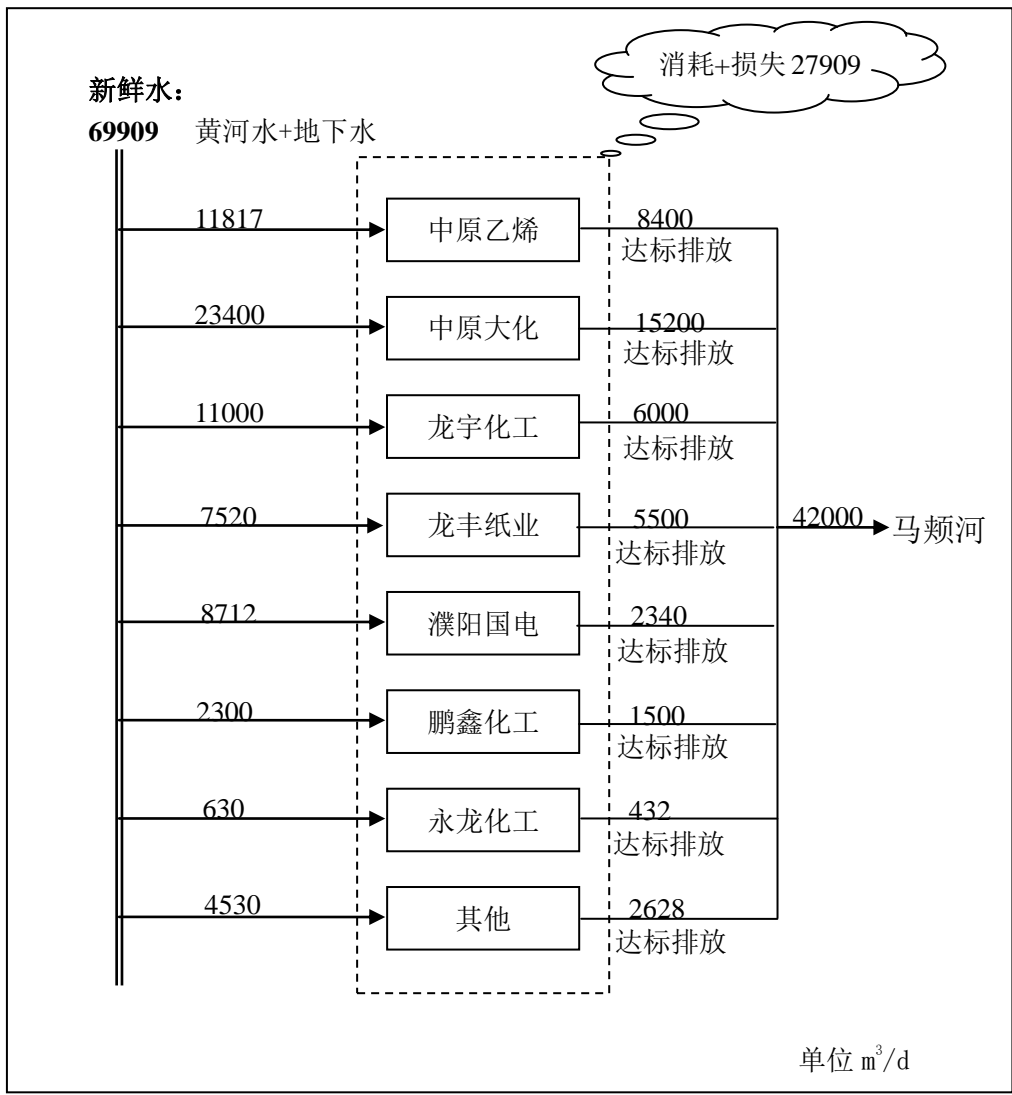 消耗+损失27909
新鲜水：
69909 黄河水+地下水
11817 中原乙烯 8400
达标排放
23400 中原大化 15200
达标排放
11000 龙宇化工 6000
达标排放
7520 龙丰纸业 5500 42000 马颊河
达标排放
8712 濮阳国电 2340
达标排放
2300 鹏鑫化工 1500
达标排放
630 永龙化工 432
达标排放
4530 其他 2628
达标排放
单位 m³/d